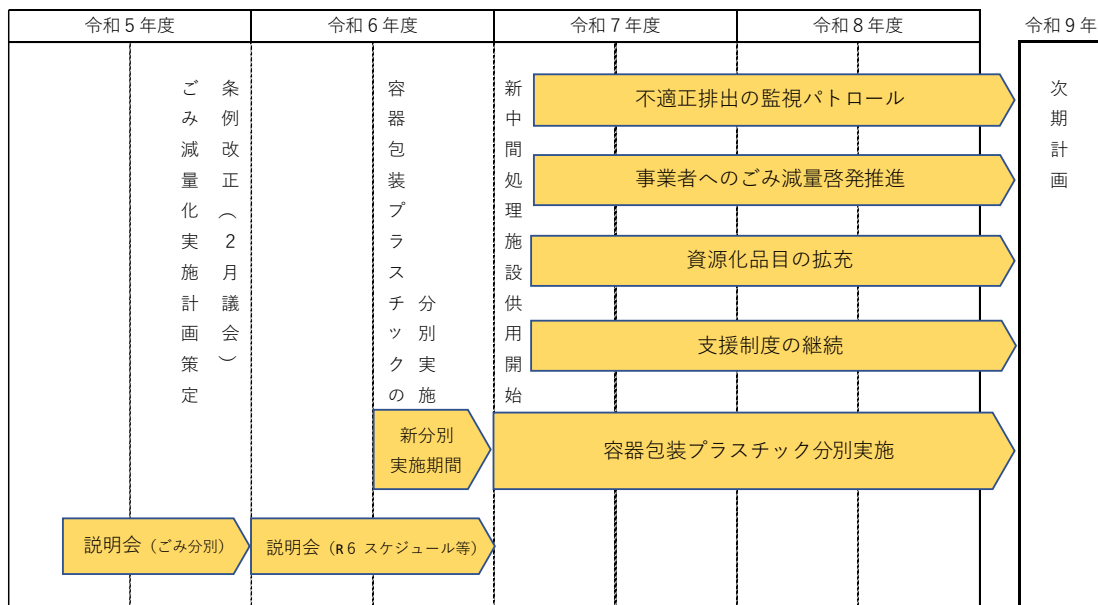 令和5年度
令和6年度
令和7年度
令和8年度
令和9年
条例改正(2月議会)
ごみ減量化実施計画策定
容器包装プラスチックの
分別実施
新中間処理施設供用開始
次期計画
不適正排出の監視パトロール
事業者へのごみ減量啓発推進
資源化品目の拡充
支援制度の継続
新分別
実施期間
容器包装プラスチック分別実施
説明会(ごみ分別)
説明会(R6 スケジュール等)